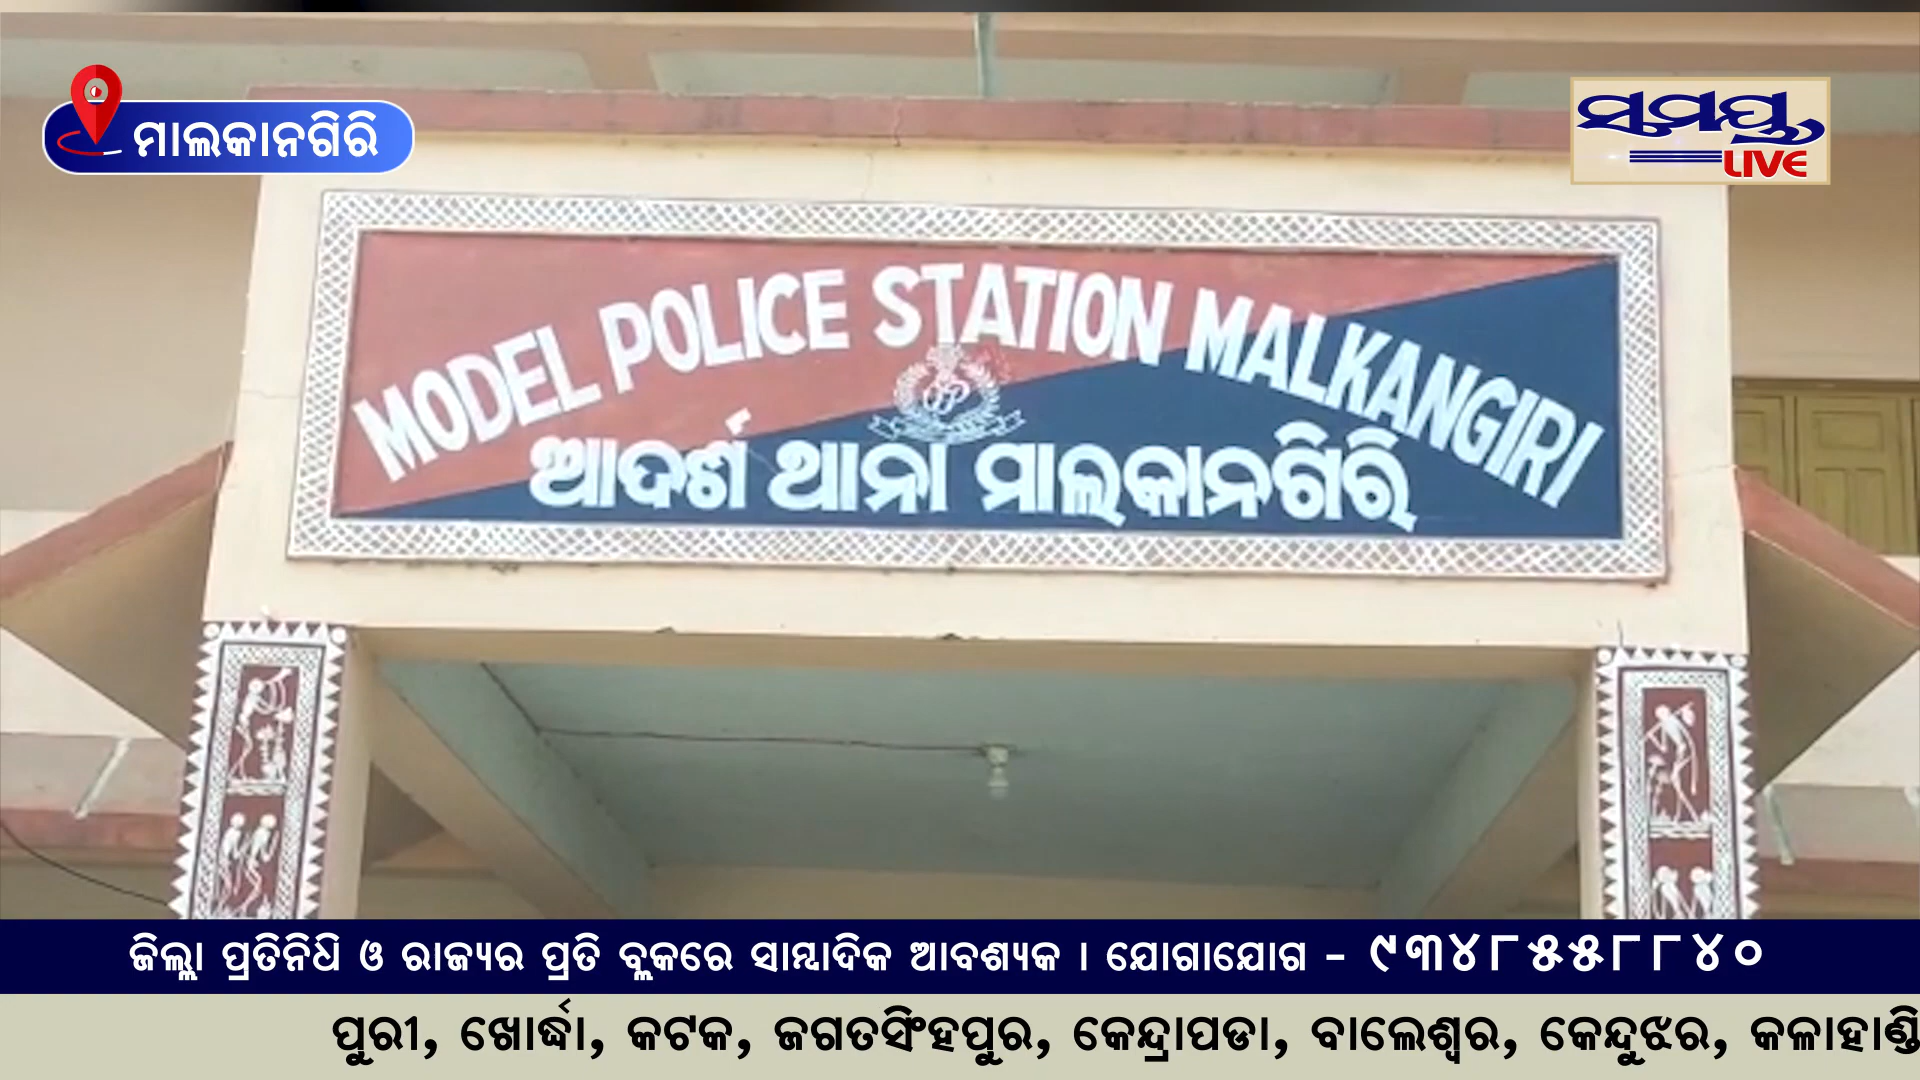 ମାଲକାନଗିରି
ସମୟ
LIVE
MODEL POLICE STATION MALKANGIRI
ଆଦର୍ଶ ଥାନା ମାଲକାନଗିରି
ଜିଲ୍ଲା ପ୍ରତିନିଧି ଓ ରାଜ୍ୟର ପ୍ରତି ବ୍ଲକରେ ସାମ୍ବାଦିକ ଆବଶ୍ୟକ । ଯୋଗାଯୋଗ - ୯୩୪୮୫୫୮୮୪୦
ପୁରୀ, ଖୋର୍ଦ୍ଧା, କଟକ, ଜଗତସିଂହପୁର, କେନ୍ଦ୍ରାପଡା, ବାଲେଶ୍ୱର, କେନ୍ଦୁଝର, କଳାହାଣ୍ଡି